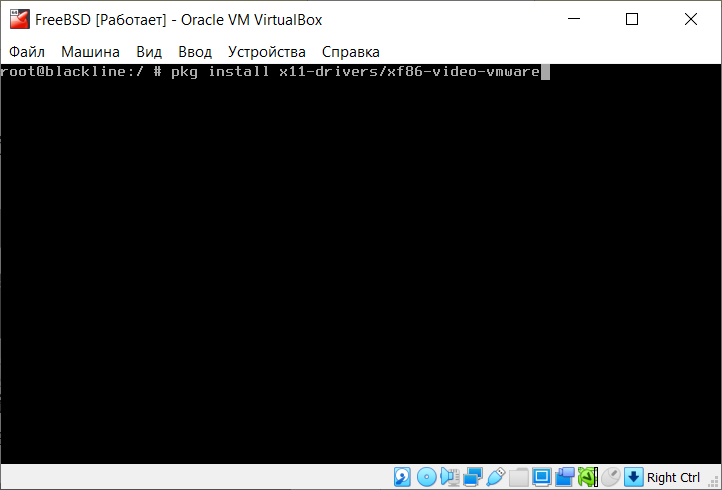 FreeBSD [Работает] - Oracle VM VirtualBox
Файл Машина Вид Ввод Устройства Справка
root@blackline:/ # pkg install x11-drivers/xf86-video-vmware
Right Ctrl